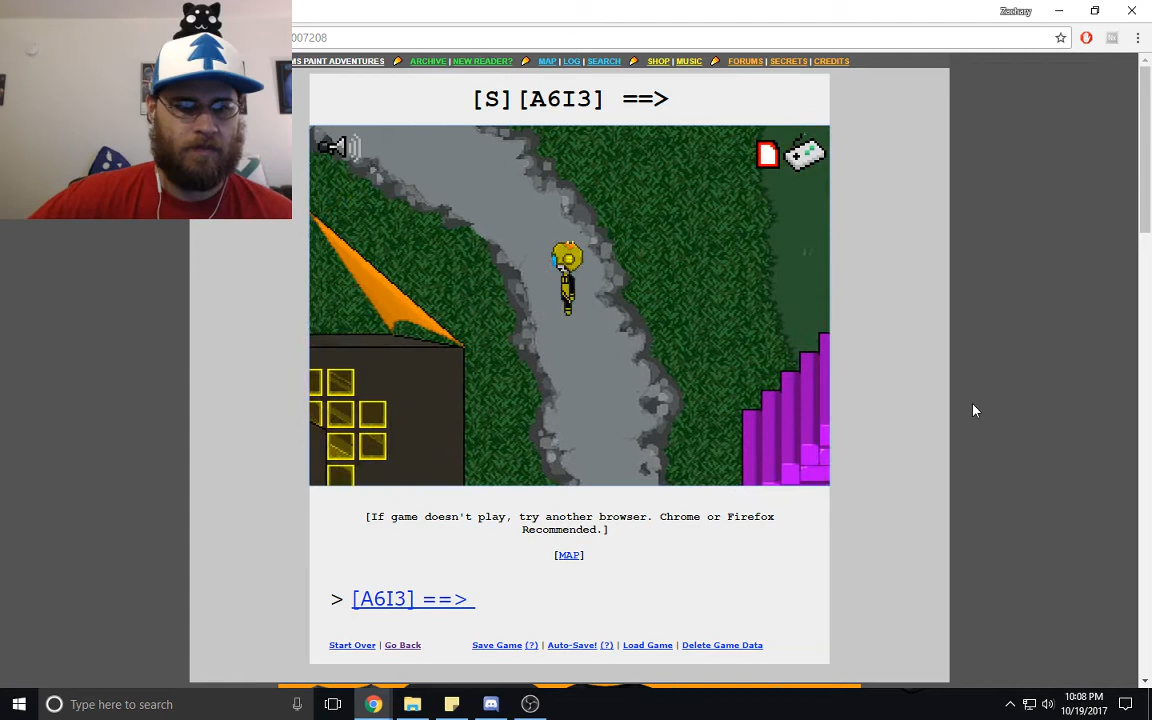 Zachary
007208
MS PAINT ADVENTURES ARCHIVE | NEW READER? MAP | LOG | SEARCH SHOP | MUSIC FORUMS | SECRETS | CREDITS
[S][A6I3] ==>
[If game doesn't play, try another browser. Chrome or Firefox
Recommended.]
[MAP]
> [A6I3] ==>
Start Over | Go Back Save Game (?) | Auto-Save! (?) | Load Game | Delete Game Data
Type here to search
10:08 PM
10/19/2017